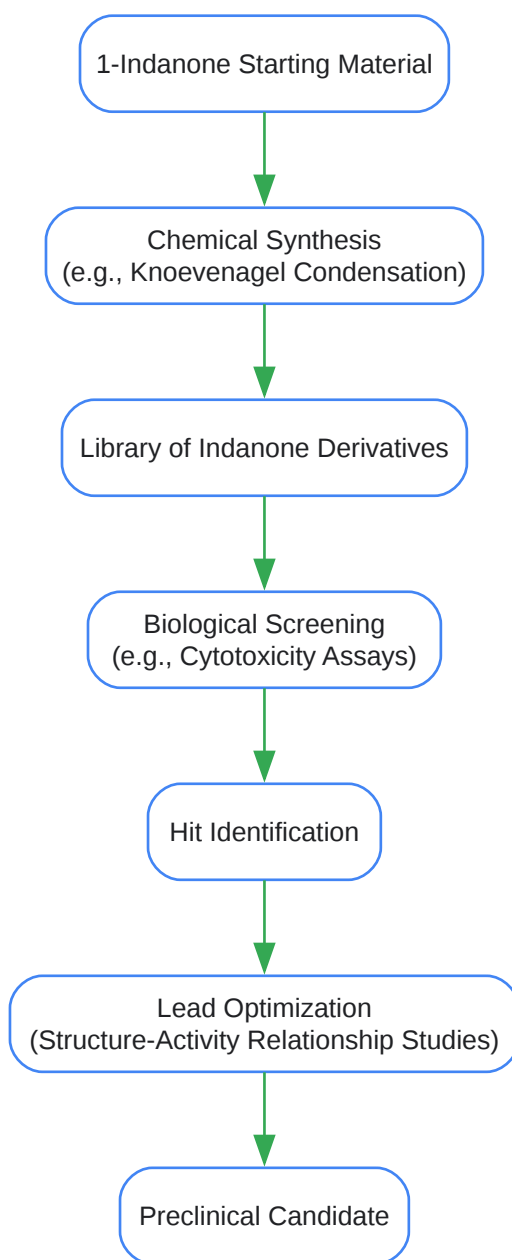 1-Indanone Starting Material
Chemical Synthesis
(e.g., Knoevenagel Condensation)
Library of Indanone Derivatives
Biological Screening
(e.g., Cytotoxicity Assays)
Hit Identification
Lead Optimization
(Structure-Activity Relationship Studies)
Preclinical Candidate